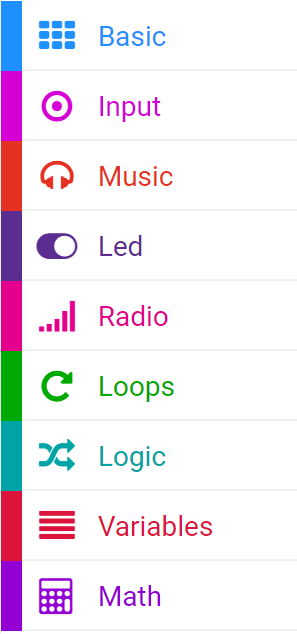 Basic
Input
Music
Led
Radio
Loops
Logic
Variables
Math